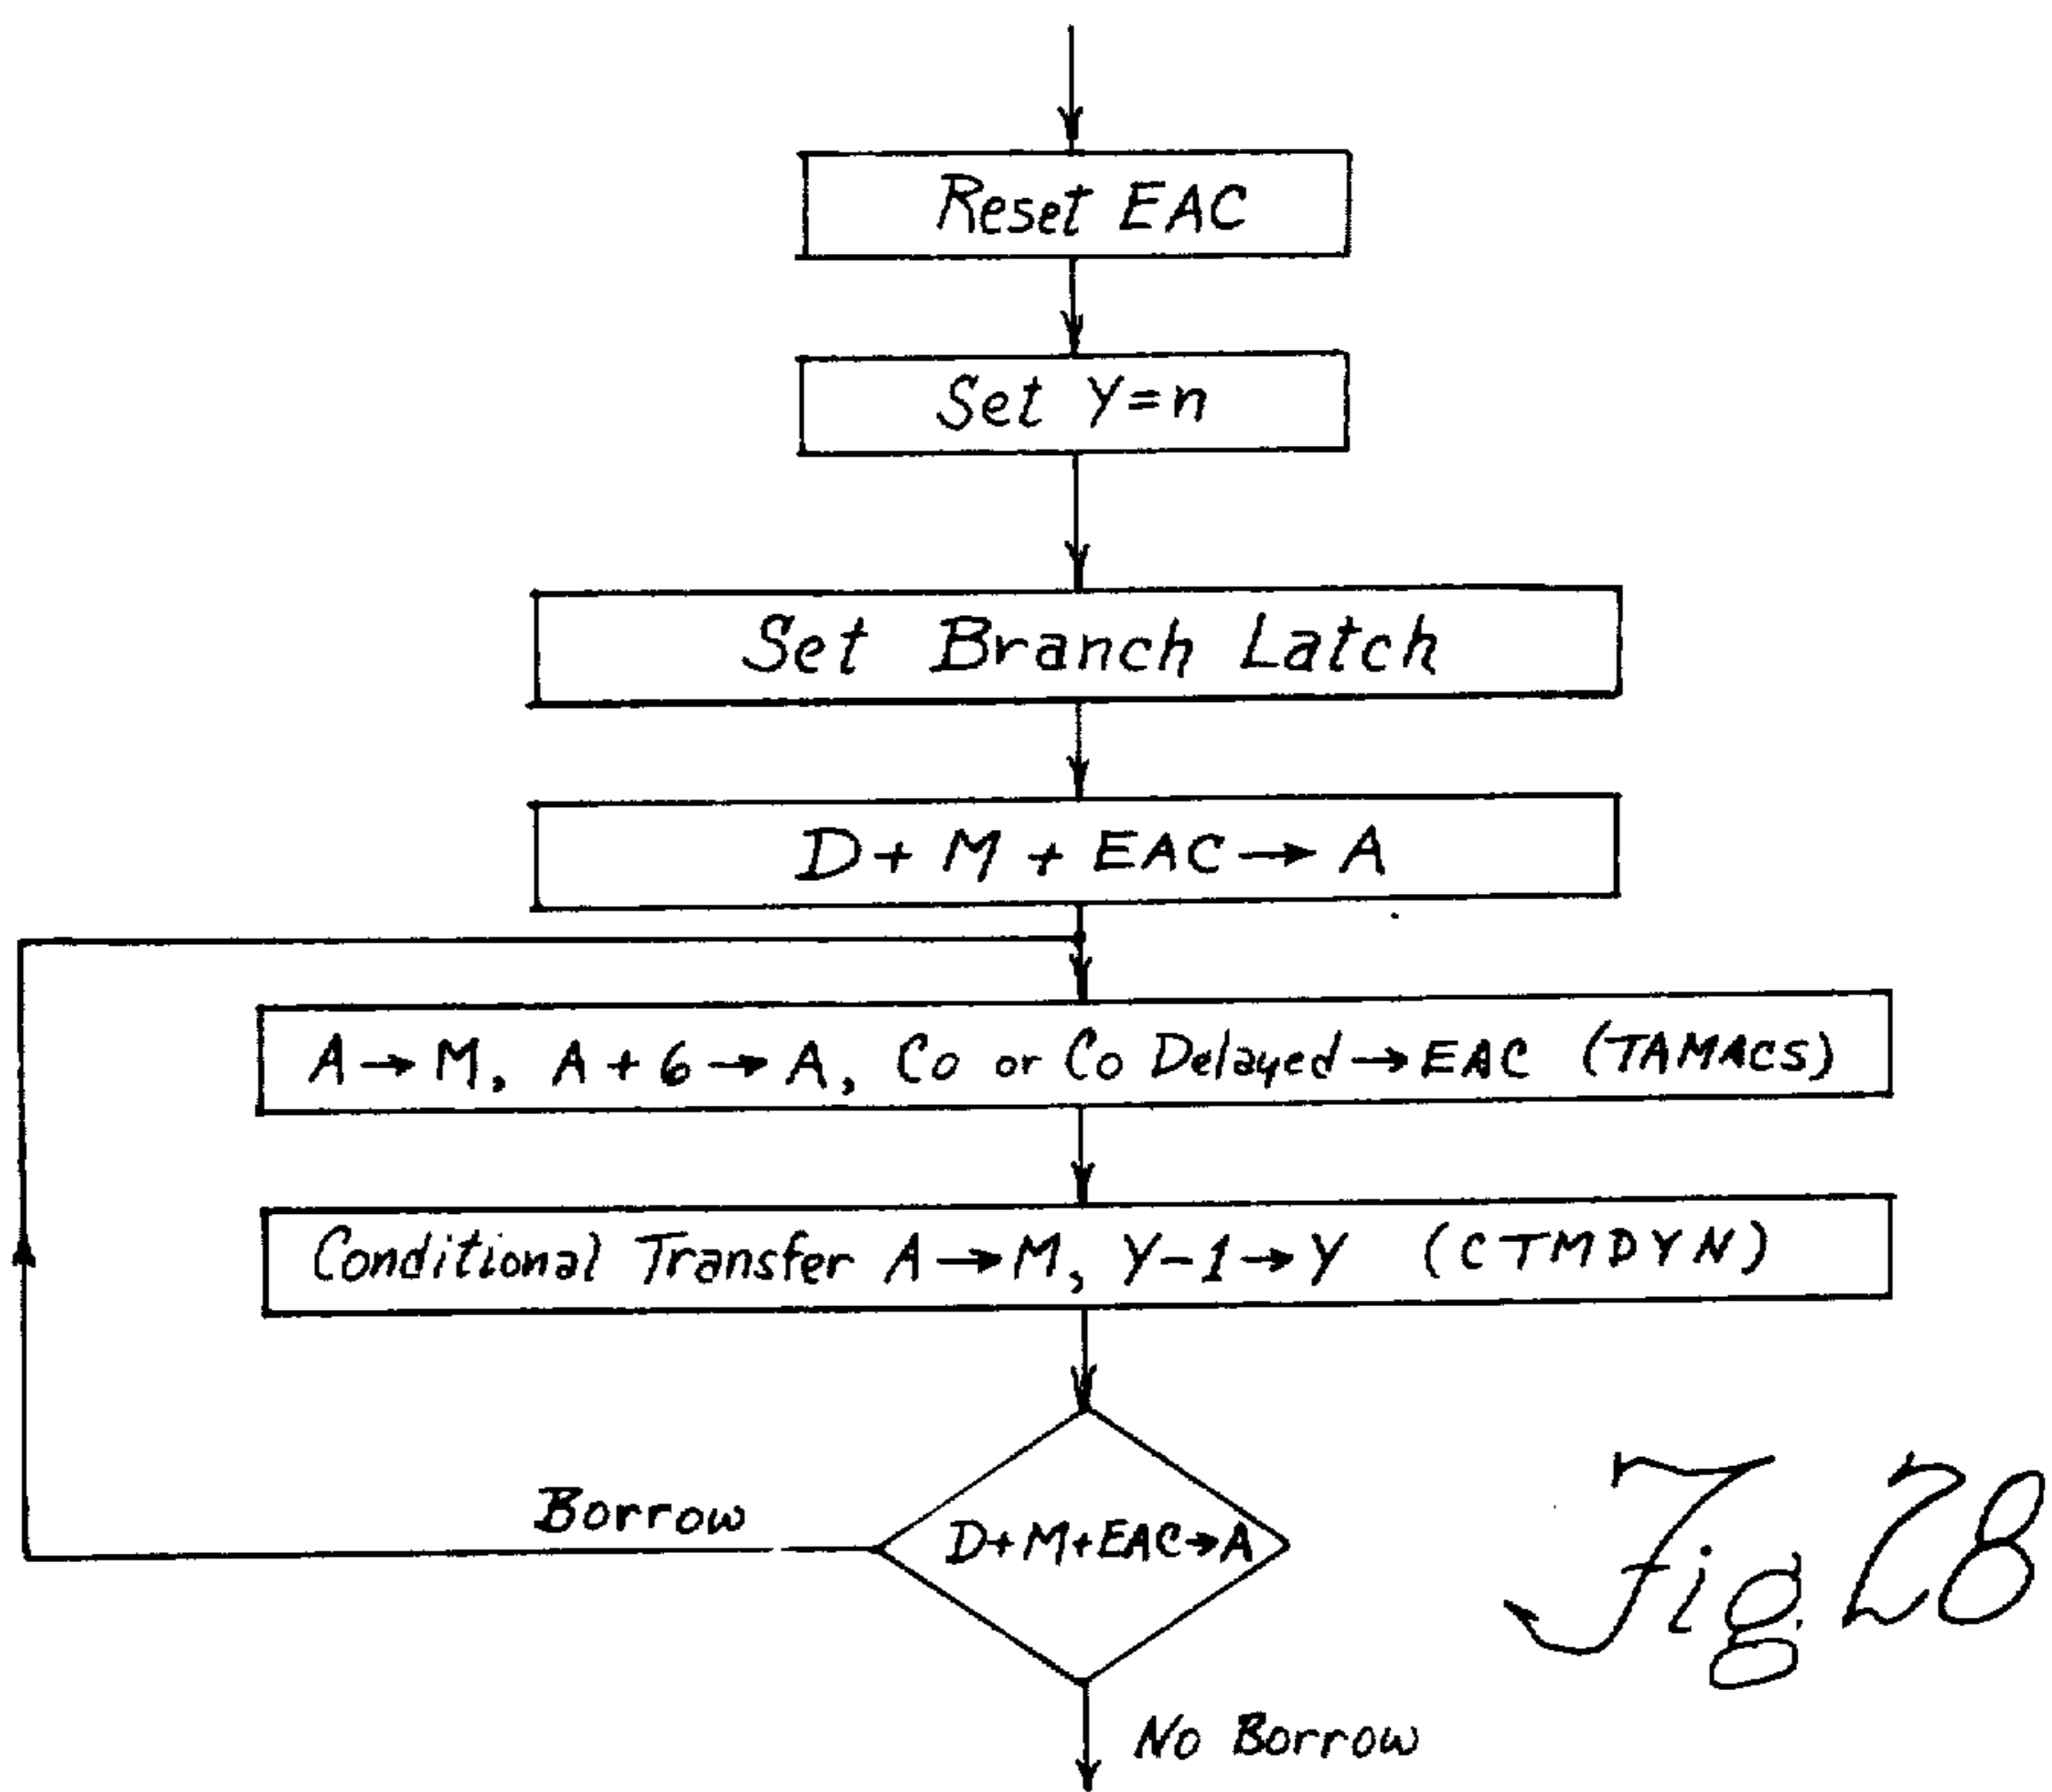 Reset EAC
Set Y=n
Set Branch Latch
D+ M + EAC → A
A → M, A + 6 → A, Co or Co Delayed → EAC (TAMACS)
Conditional Transfer A → M, Y-1 → Y (CTMDYN)
Borrow
D+M+EAC→A
Fig. 28
No Borrow